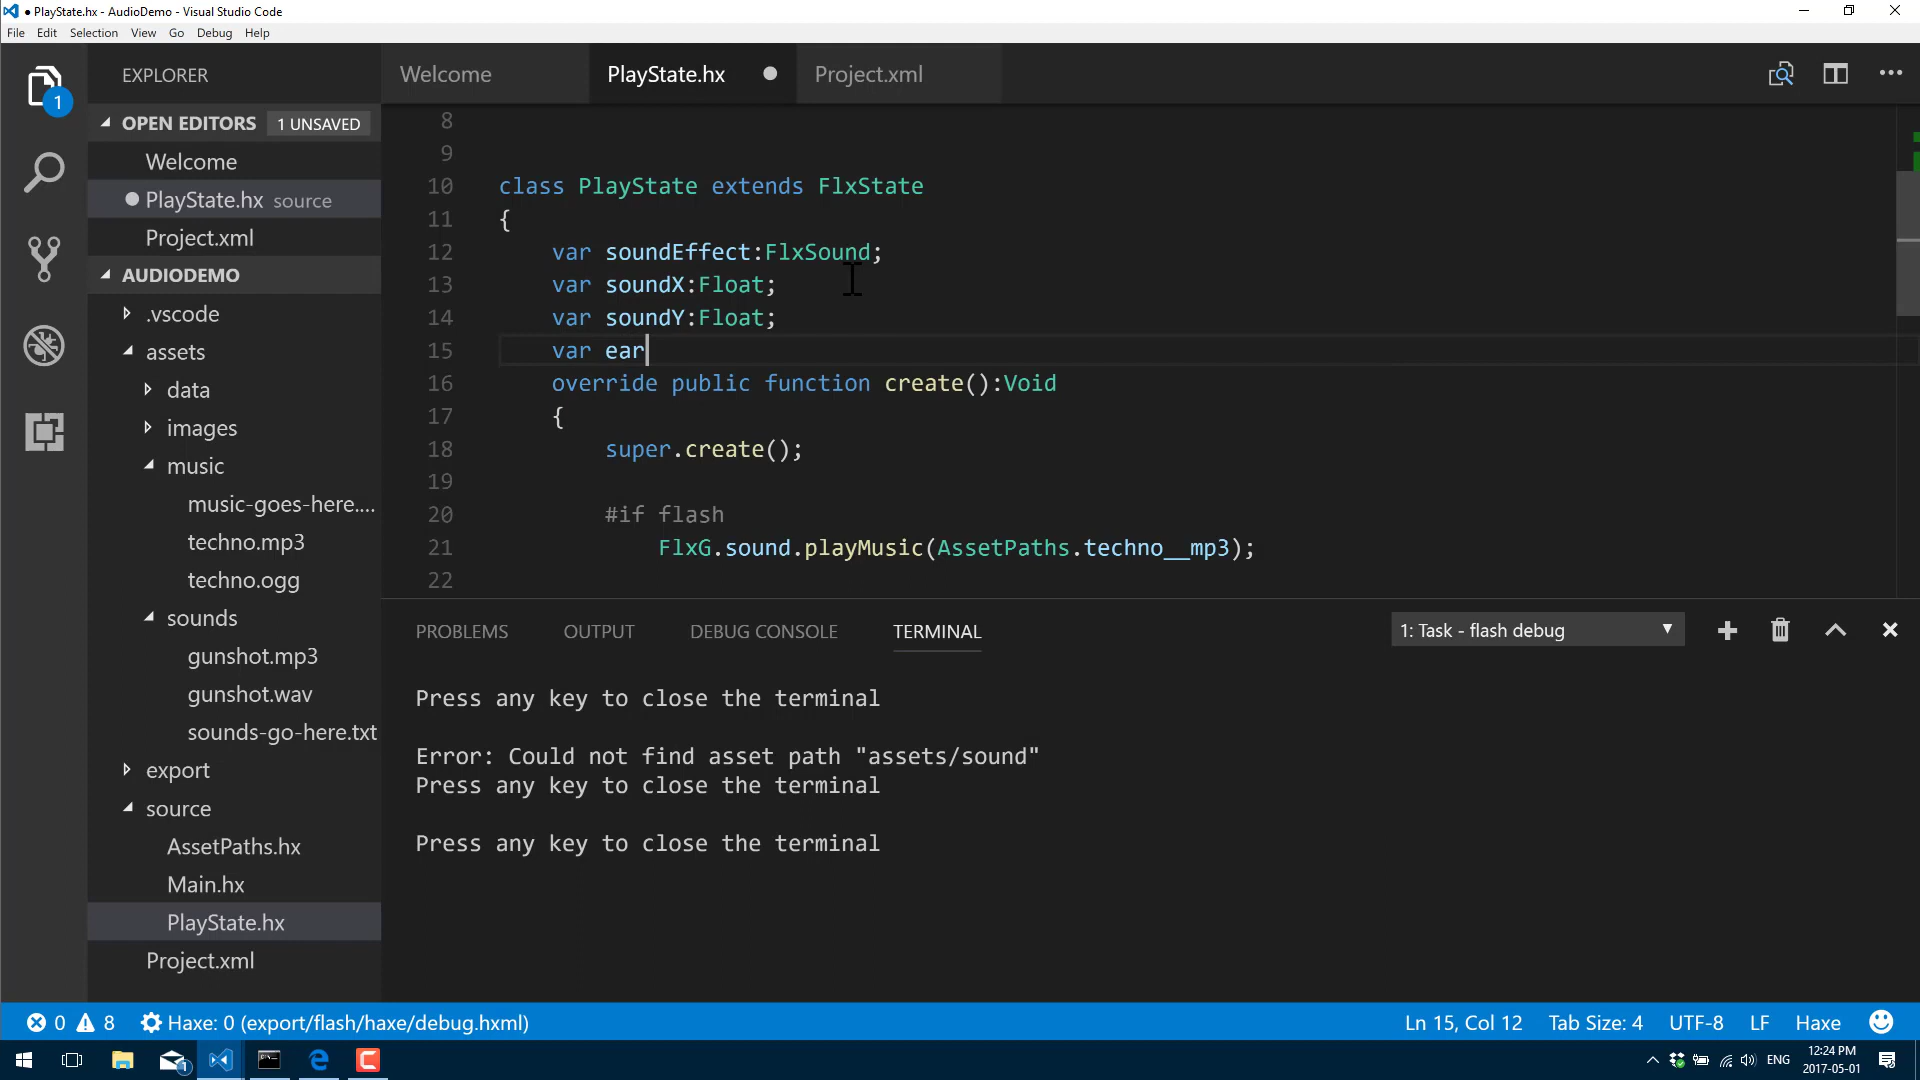 PlayState.hx - AudioDemo - Visual Studio Code
File Edit Selection View Go Debug Help
EXPLORER
Welcome PlayState.hx Project.xml
1
OPEN EDITORS 1 UNSAVED
Welcome
PlayState.hx source
Project.xml
AUDIODEMO
.vscode
assets
data
images
music
music-goes-here....
techno.mp3
techno.ogg
sounds
gunshot.mp3
gunshot.wav
sounds-go-here.txt
export
source
AssetPaths.hx
Main.hx
PlayState.hx
Project.xml
8
9
10 class PlayState extends FlxState
11 {
12 var soundEffect:FlxSound;
13 var soundX:Float;
14 var soundY:Float;
15 var ear
16 override public function create():Void
17 {
18 super.create();
19
20 #if flash
21 FlxG.sound.playMusic(AssetPaths.techno__mp3);
22
PROBLEMS OUTPUT DEBUG CONSOLE TERMINAL 1: Task - flash debug
Press any key to close the terminal
Error: Could not find asset path "assets/sound"
Press any key to close the terminal
Press any key to close the terminal
0 8 Haxe: 0 (export/flash/haxe/debug.hxml) Ln 15, Col 12 Tab Size: 4 UTF-8 LF Haxe
1 ENG 12:24 PM
2017-05-01